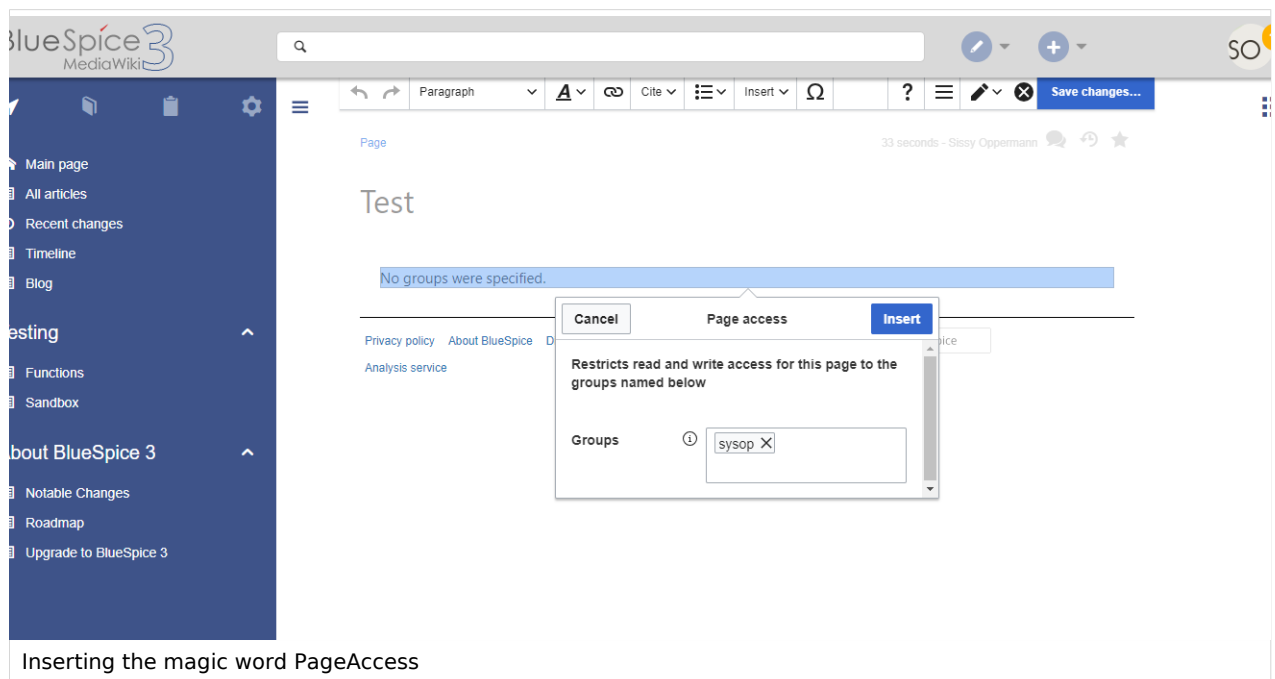 BlueSpice 3
MediaWiki
SO
Paragraph A Cite Insert Ω ? Save changes...
Page
33 seconds - Sissy Oppermann
Main page
All articles
Test
Recent changes
Timeline
No groups were specified.
Blog
Cancel Page access Insert
esting
Privacy policy About BlueSpice D
Analysis service
Restricts read and write access for this page to the
groups named below
Functions
Sandbox
Groups sysop
bout BlueSpice 3
Notable Changes
Roadmap
Upgrade to BlueSpice 3
Inserting the magic word PageAccess